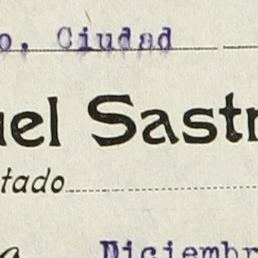 o. Ciudad
uel Sastr
tado
Diciembr